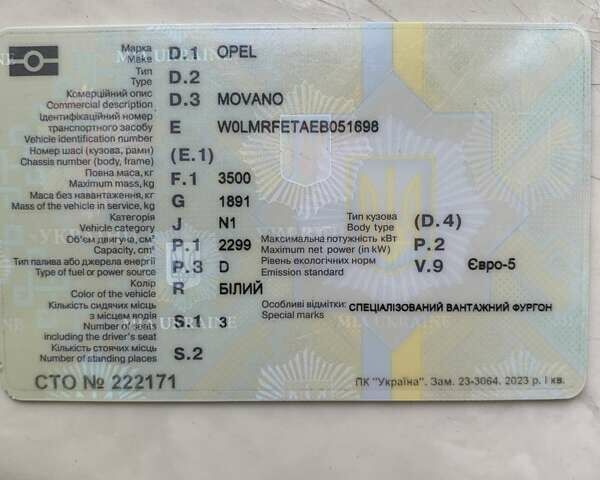 Марка
Make D.1 OPEL
Тип
Type D.2
Комерційний опис
Commercial description D.3 MOVANO
Ідентифікаційний номер
транспортного засобу E W0LMRFETAEB051698
Vehicle identification number
Номер шасі (кузова, рами)
Chassis number (body, frame) (E.1)
Повна маса, кг
Maximum mass, kg F.1 3500
Маса без навантаження, кг
Mass of the vehicle in service, kg G 1891
Категорія
Vehicle category J N1 Тип кузова
Body type (D.4)
Об'єм двигуна, см³
Capacity, cm³ P.1 2299 Максимальна потужність кВт
Maximum net power (in kW) P.2
Тип палива або джерела енергії
Type of fuel or power source P.3 D Рівень екологічних норм
Emission standard V.9 Євро-5
Колір
Color of the vehicle R БІЛИЙ
Кількість сидячих місць
з місцем водія
Number of seats
including the driver's seat S.1 3 Особливі відмітки: СПЕЦІАЛІЗОВАНИЙ ВАНТАЖНИЙ ФУРГОН
Special marks
MIA UKRAINE
Кількість стоячих місць
Number of standing places S.2
СТО № 222171
ПК "Україна". Зам. 23-3064. 2023 р. І кв.